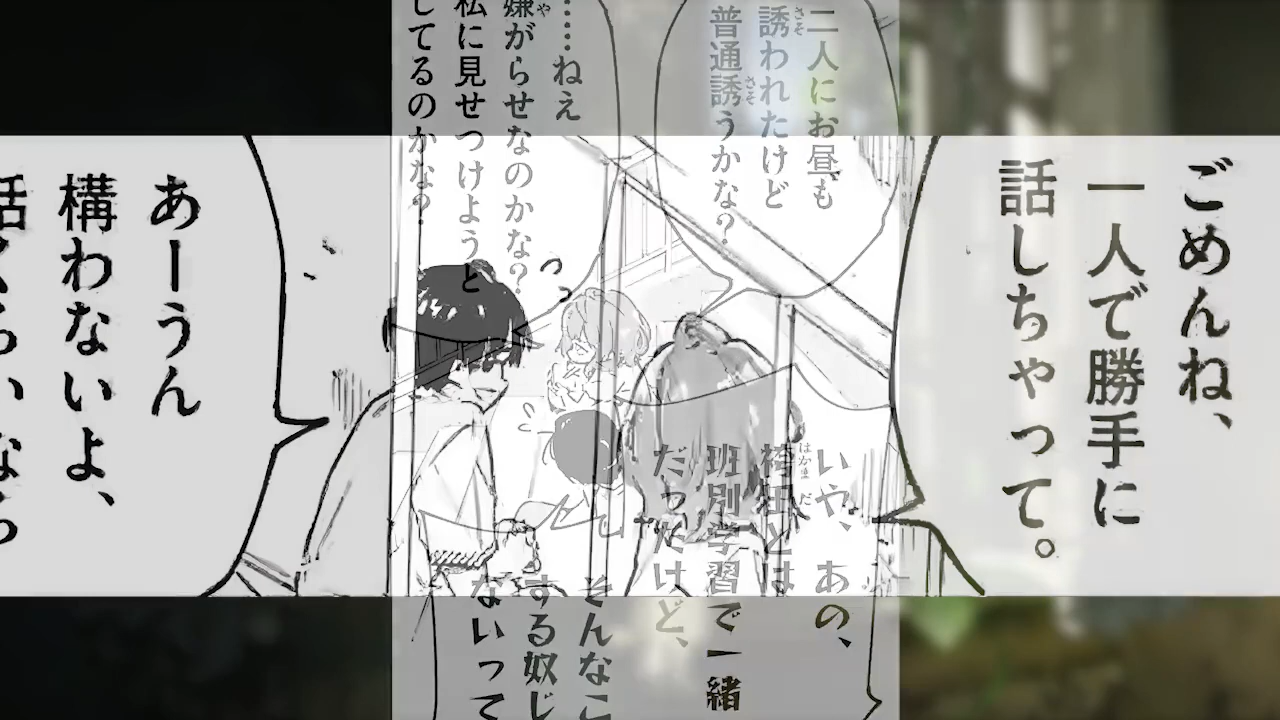 二人にお昼も
誘われたけど
普通誘うかな?
……ねえ
嫌がらせなのかな?
私に見せつけようと
してるのかな?
ごめんね、
一人で勝手に
話しちゃって。
あーうん
構わないよ、
いや、あの、
袴田とは
班別学習で一緒
だったけど、
そんなこ
する奴じ
ないって